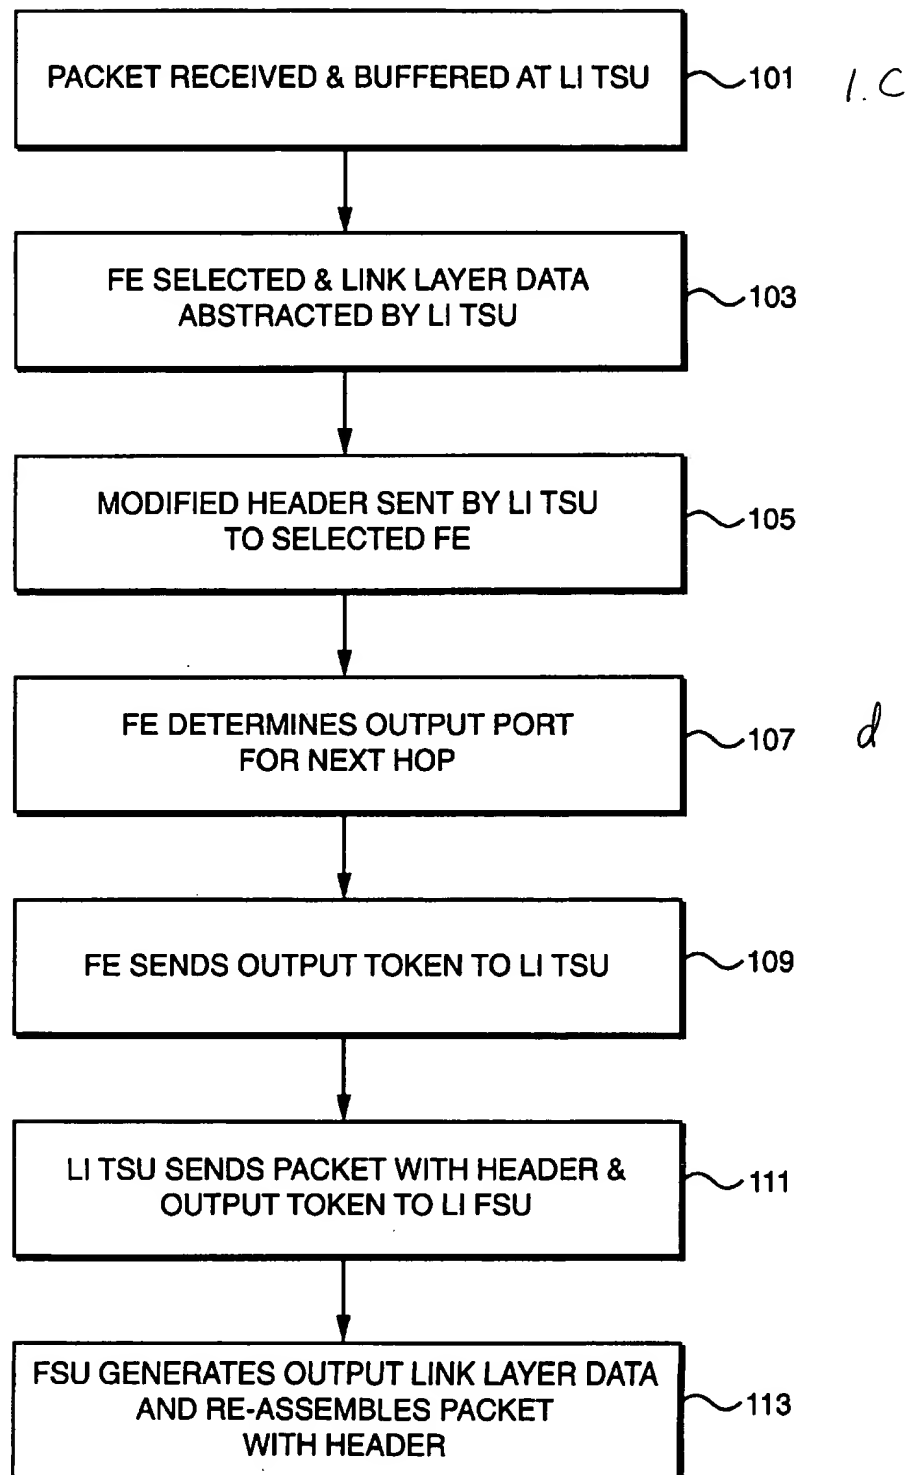 PACKET RECEIVED & BUFFERED AT LI TSU
101
1.C
FE SELECTED & LINK LAYER DATA
ABSTRACTED BY LI TSU
103
MODIFIED HEADER SENT BY LI TSU
TO SELECTED FE
105
FE DETERMINES OUTPUT PORT
FOR NEXT HOP
107
d
FE SENDS OUTPUT TOKEN TO LI TSU
109
LI TSU SENDS PACKET WITH HEADER &
OUTPUT TOKEN TO LI FSU
111
FSU GENERATES OUTPUT LINK LAYER DATA
AND RE-ASSEMBLES PACKET
WITH HEADER
113